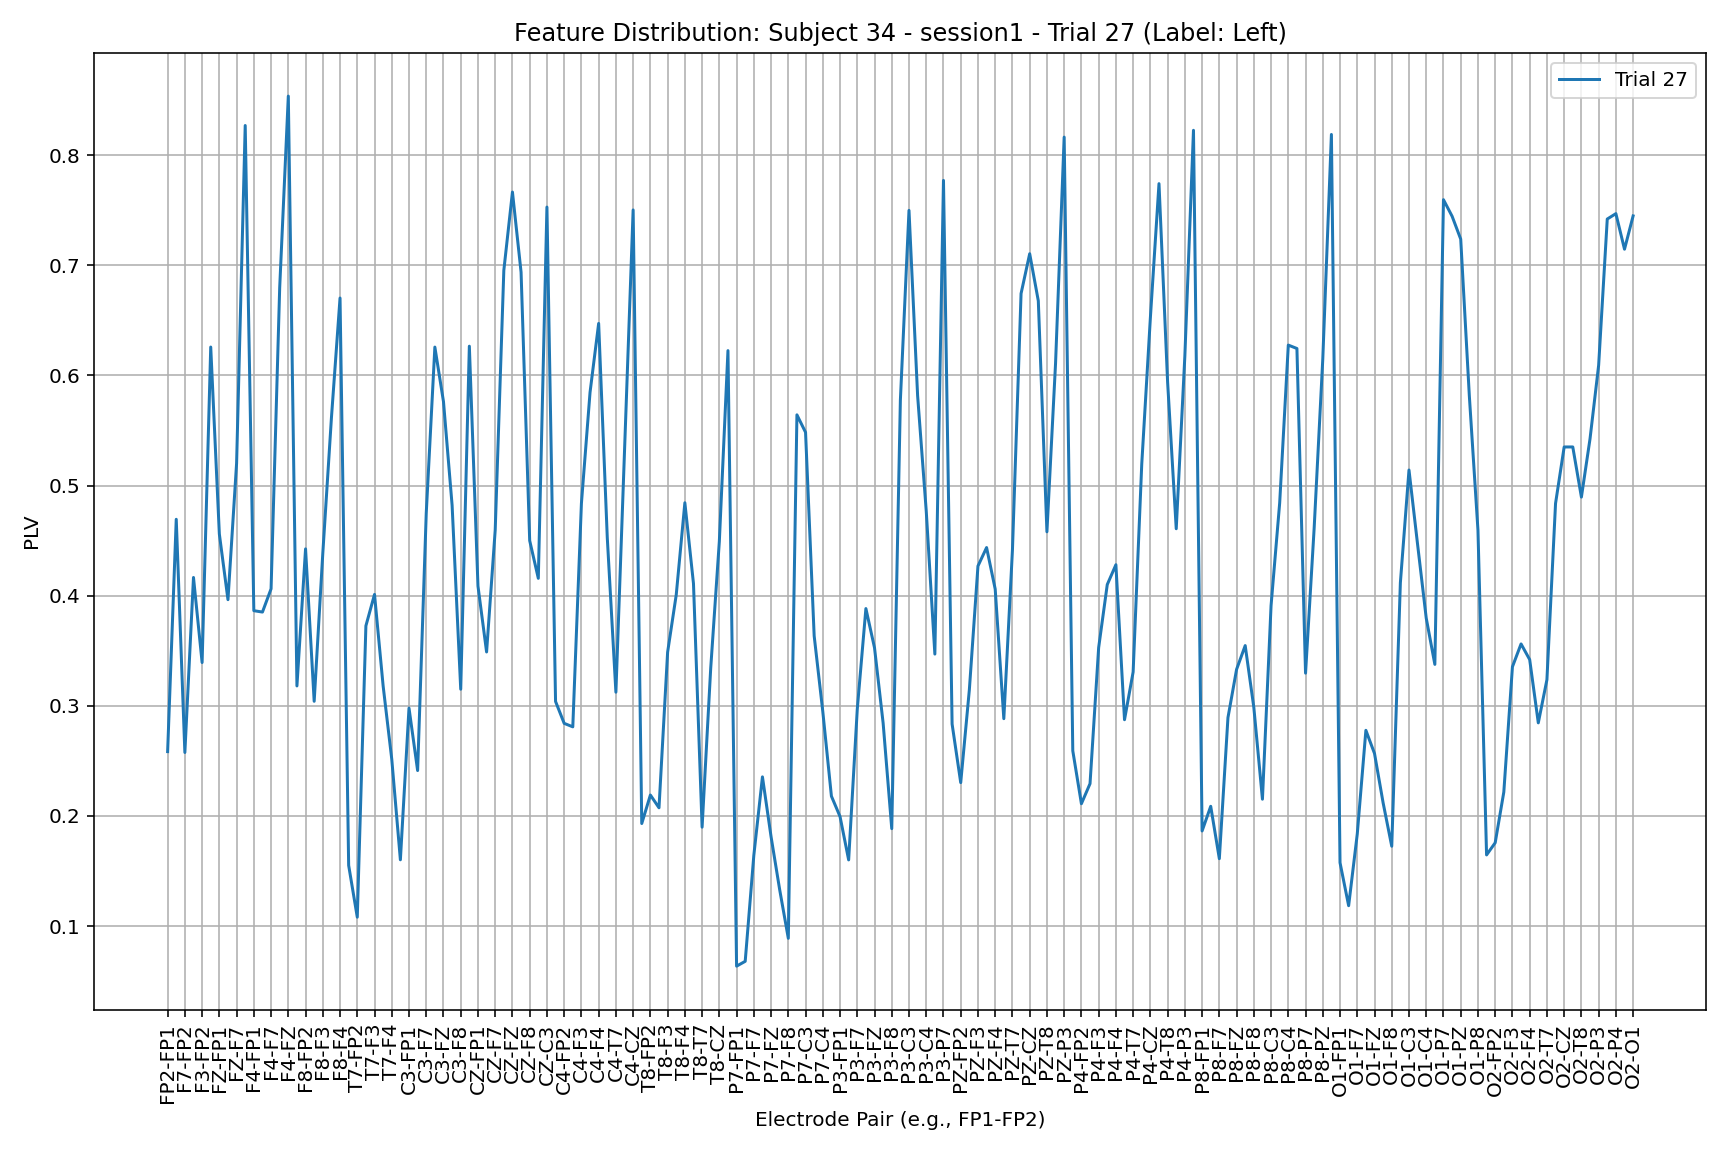 Feature Distribution: Subject 34 - session1 - Trial 27 (Label: Left)
Trial 27
PLV
0.8
0.7
0.6
0.5
0.4
0.3
0.2
0.1
FP2-FP1
F7-FP2
F3-FP2
FZ-FP1
FZ-F7
F4-FP1
F4-F7
F4-FZ
F8-FP2
F8-F3
F8-F4
T7-FP2
T7-F3
T7-F4
C3-FP1
C3-F7
C3-FZ
C3-F8
CZ-FP1
CZ-F7
CZ-FZ
CZ-F8
CZ-C3
C4-FP2
C4-F3
C4-F4
C4-T7
C4-CZ
T8-FP2
T8-F3
T8-F4
T8-T7
T8-CZ
P7-FP1
P7-F7
P7-FZ
P7-F8
P7-C3
P7-C4
P3-FP1
P3-F7
P3-FZ
P3-F8
P3-C3
P3-C4
P3-P7
PZ-FP2
PZ-F3
PZ-F4
PZ-T7
PZ-CZ
PZ-T8
PZ-P3
P4-FP2
P4-F3
P4-F4
P4-T7
P4-CZ
P4-T8
P4-P3
P8-FP1
P8-F7
P8-FZ
P8-F8
P8-C3
P8-C4
P8-P7
P8-PZ
O1-FP1
O1-F7
O1-FZ
O1-F8
O1-C3
O1-C4
O1-P7
O1-PZ
O1-P8
O2-FP2
O2-F3
O2-F4
O2-T7
O2-CZ
O2-T8
O2-P3
O2-P4
O2-O1
Electrode Pair (e.g., FP1-FP2)